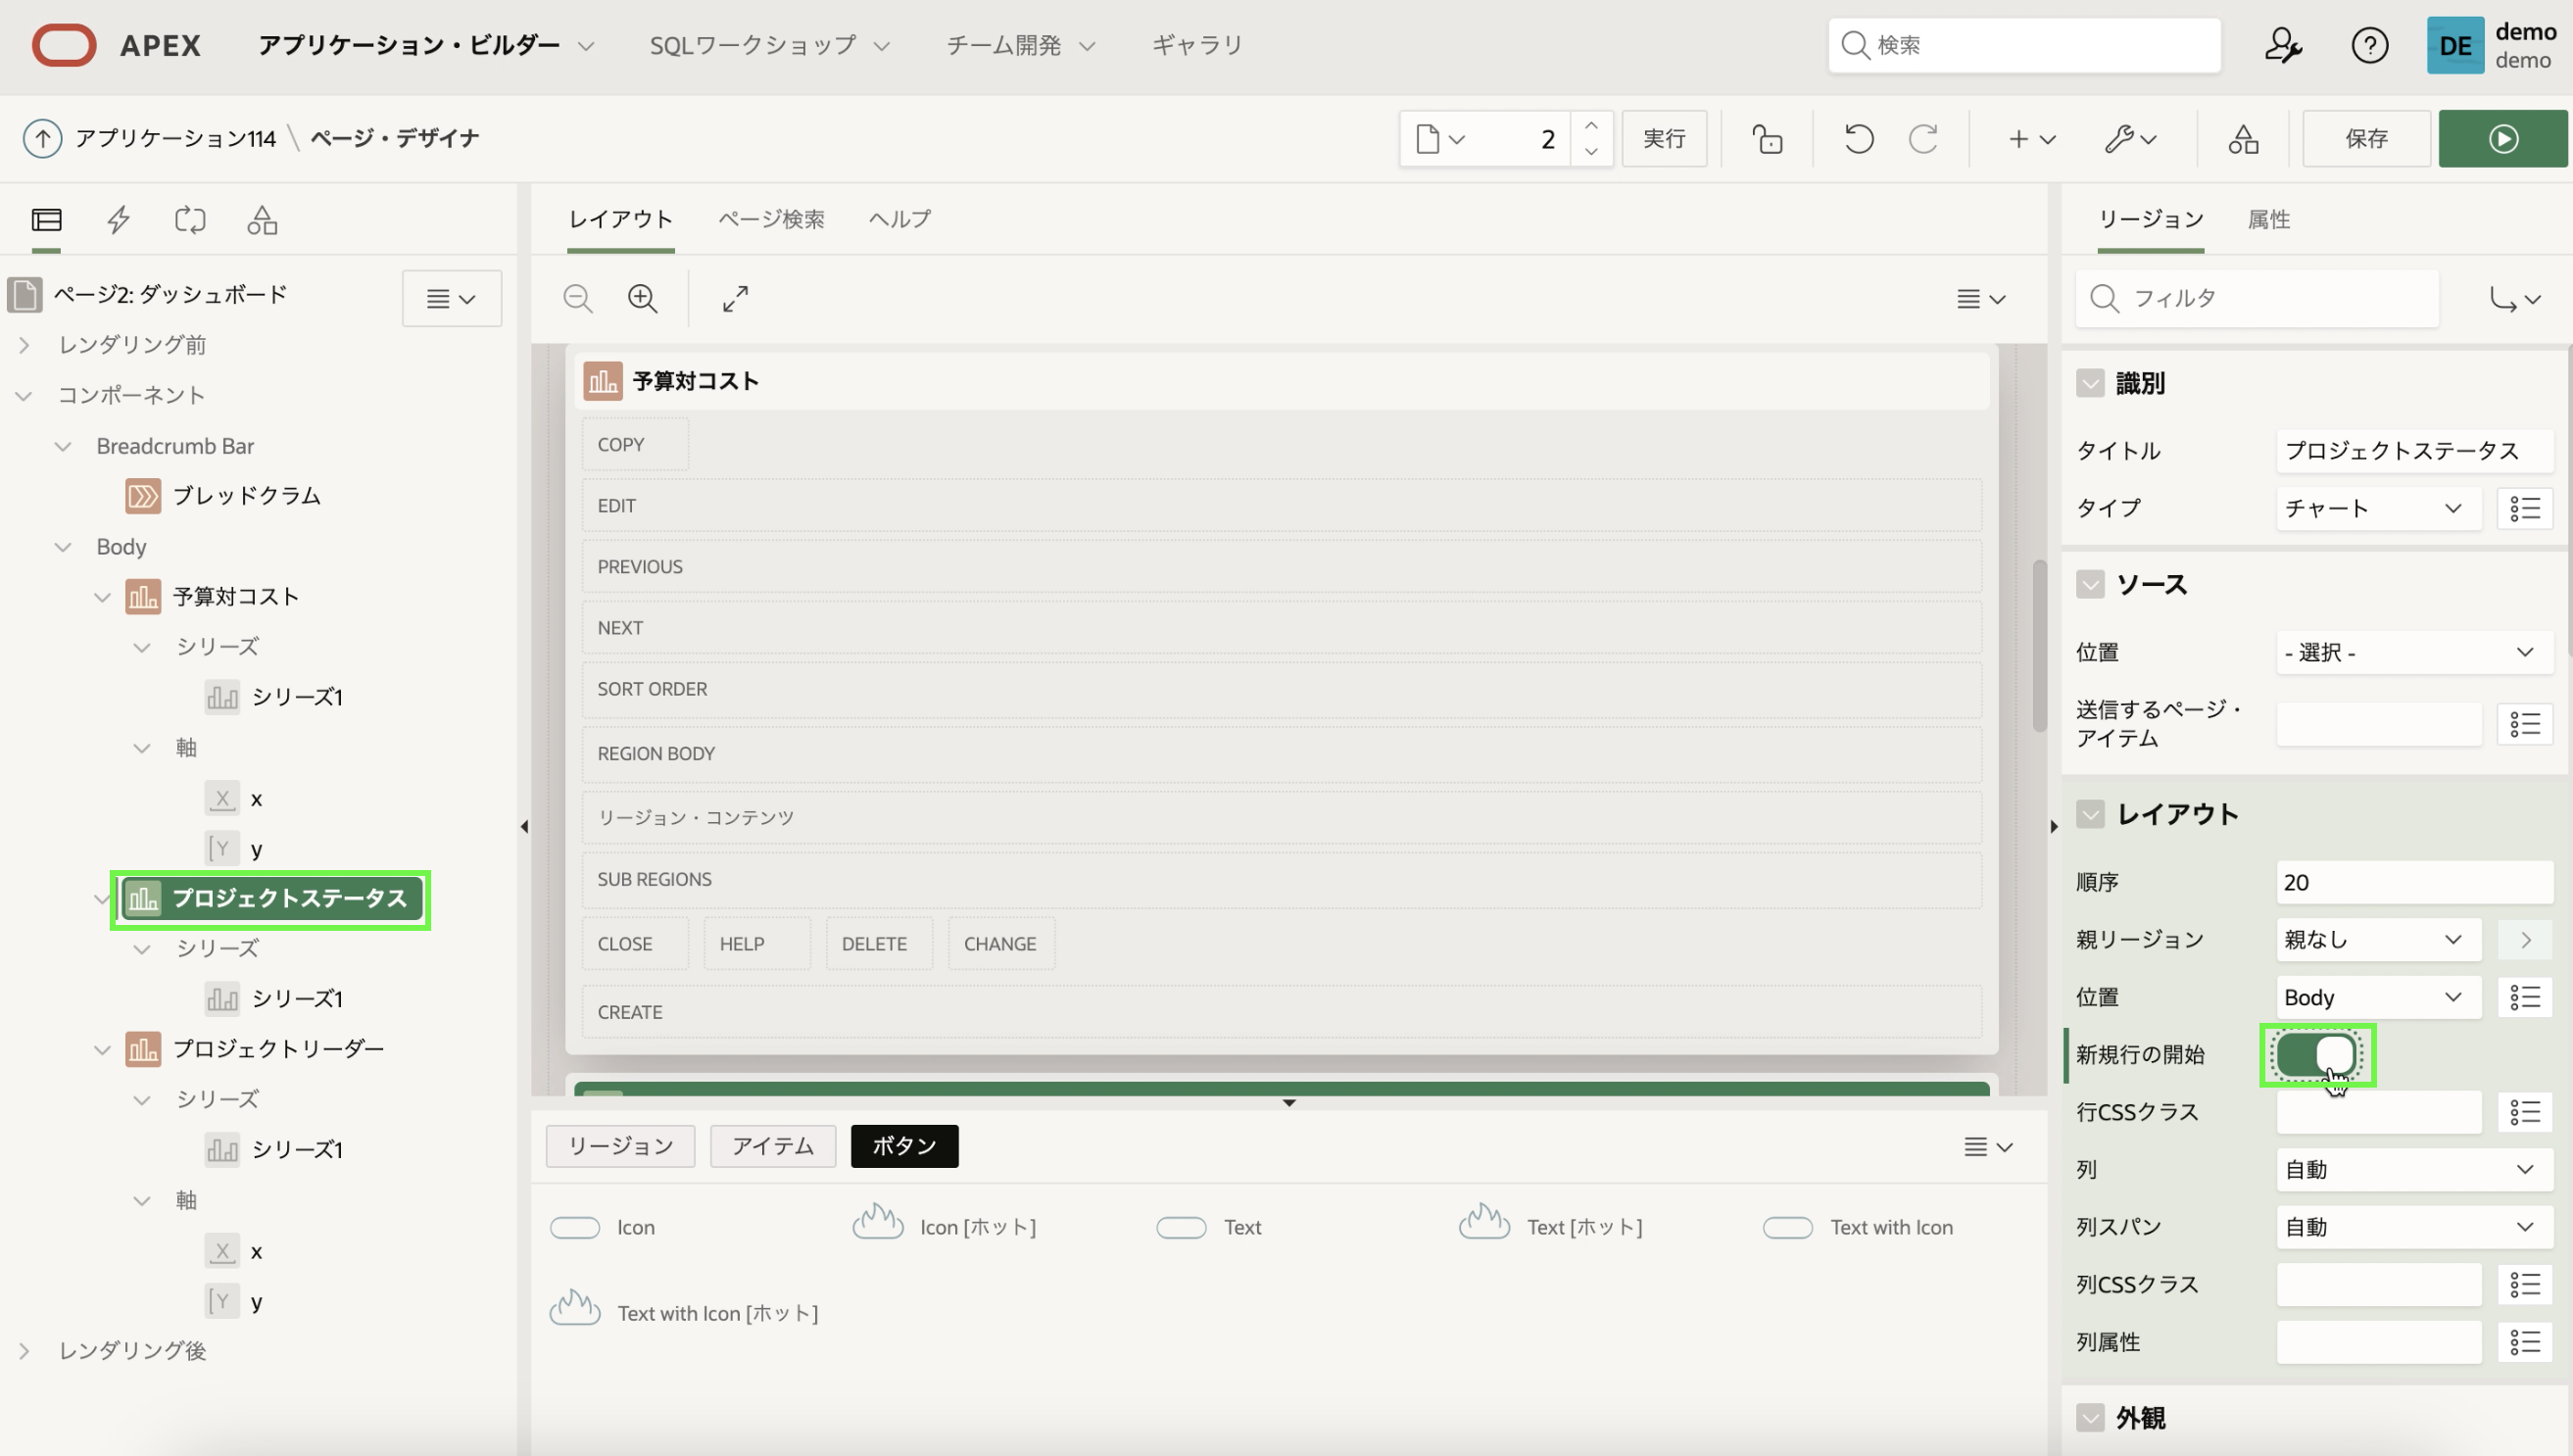 APEX アプリケーション・ビルダー SQLワークショップ チーム開発 ギャラリ 検索 DE demo
demo
アプリケーション114 \ ページ・デザイナ 2 実行 保存
レイアウト ページ検索 ヘルプ
リージョン 属性
ページ2: ダッシュボード
レンダリング前
コンポーネント
Breadcrumb Bar
ブレッドクラム
Body
予算対コスト
シリーズ
シリーズ1
軸
X x
Y y
プロジェクトステータス
シリーズ
シリーズ1
プロジェクトリーダー
シリーズ
シリーズ1
軸
X x
Y y
レンダリング後
予算対コスト
COPY
EDIT
PREVIOUS
NEXT
SORT ORDER
REGION BODY
リージョン・コンテンツ
SUB REGIONS
CLOSE HELP DELETE CHANGE
CREATE
リージョン アイテム ボタン
Icon Icon [ホット] Text Text [ホット] Text with Icon
Text with Icon [ホット]
フィルタ
識別
タイトル プロジェクトステータス
タイプ チャート
ソース
位置 - 選択 -
送信するページ・
アイテム
レイアウト
順序 20
親リージョン 親なし
位置 Body
新規行の開始
行CSSクラス
列 自動
列スパン 自動
列CSSクラス
列属性
外観